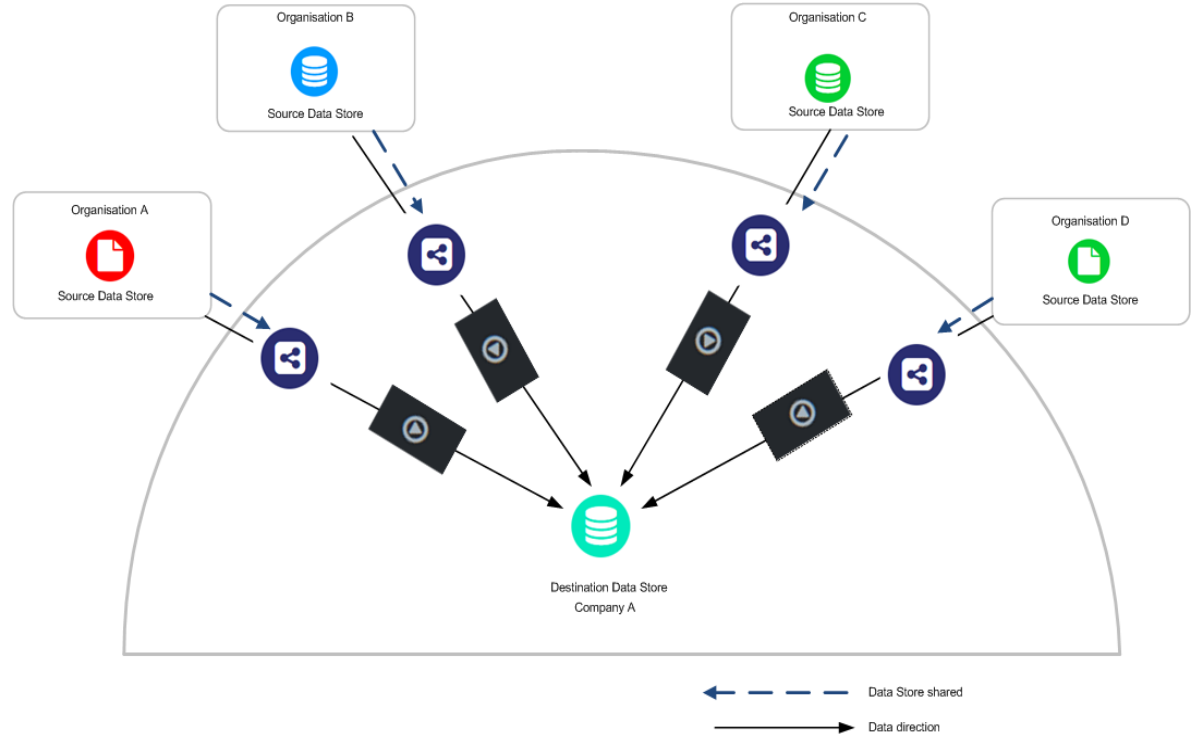 Organisation B
Source Data Store
Organisation C
Source Data Store
Organisation A
Source Data Store
Organisation D
Source Data Store
Destination Data Store
Company A
Data Store shared
Data direction